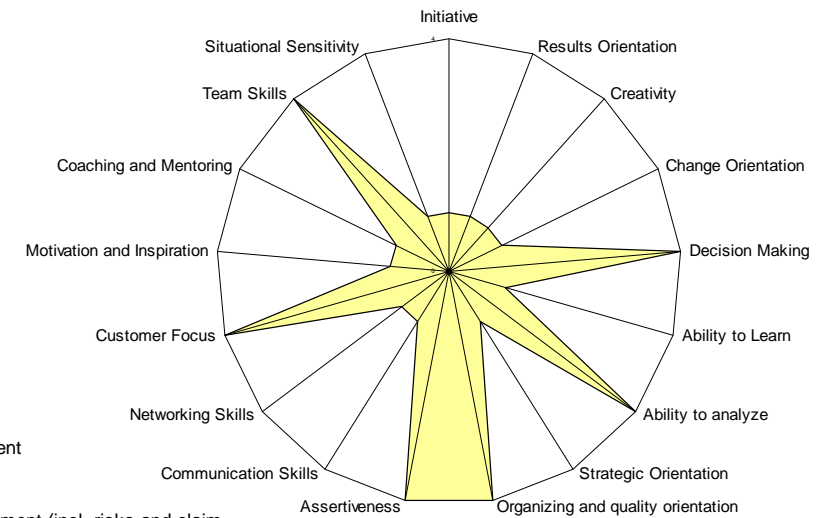 Initiative
4
Situational Sensitivity
Results Orientation
Team Skills
Creativity
Coaching and Mentoring
Change Orientation
Motivation and Inspiration
Decision Making
0
Customer Focus
Ability to Learn
Networking Skills
Ability to analyze
ent
Communication Skills
Strategic Orientation
Assertiveness
Organizing and quality orientation